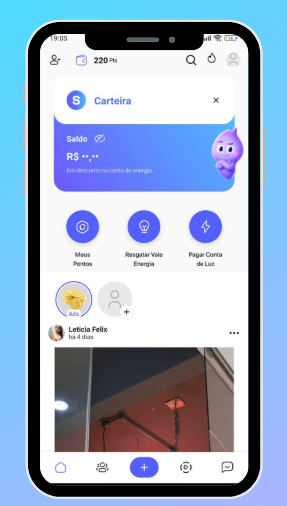 19:05
220 Pts
S Carteira
Saldo
R$ ••,••
Em desconto na conta de energia.
Meus
Pontos
Resgatar Vale
Energia
Pagar Conta
de Luz
Ads
Leticia Felix
há 4 dias